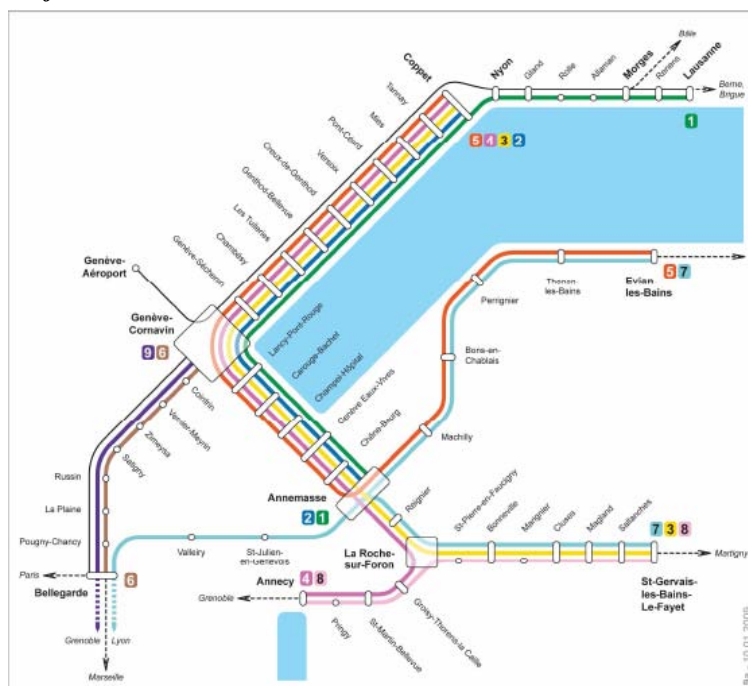 Bâle
Coppet
Nyon
Gland
Rolle
Allaman
Morges
Renens
Lausanne
Berne,
Brigue
1
5 4 3 2
Tannay
Mies
Pont-Céard
Versoix
Creux-de-Genthod
Genthod-Bellevue
Les Tuileries
Chambésy
Genève-Sécheron
Genève-
Aéroport
Genève-
Cornavin
9 6
Lancy-Pont-Rouge
Carouge-Bachet
Champel-Hôpital
Genève Eaux-Vives
Chêne-Bourg
Thonon-
les-Bains
Evian
les-Bains
5 7
Perrignier
Bons-en-
Chablais
Machilly
Cointrin
Vernier-Meyrin
Zimeysa
Satigny
Russin
La Plaine
Pougny-Chancy
Annemasse
2 1
Reignier
St-Pierre-en-Faucigny
Bonneville
Marignier
Cluses
Magland
Sallanches
7 3 8
Martigny
St-Gervais-
les-Bains-
Le-Fayet
La Roche-
sur-Foron
Valleiry
St-Julien-
en-Genevois
Paris
Bellegarde
6
Annecy
4 8
Grenoble
Pringy
St-Martin-Bellevue
Groisy-Thorens-la Caille
Grenoble
Lyon
Marseille